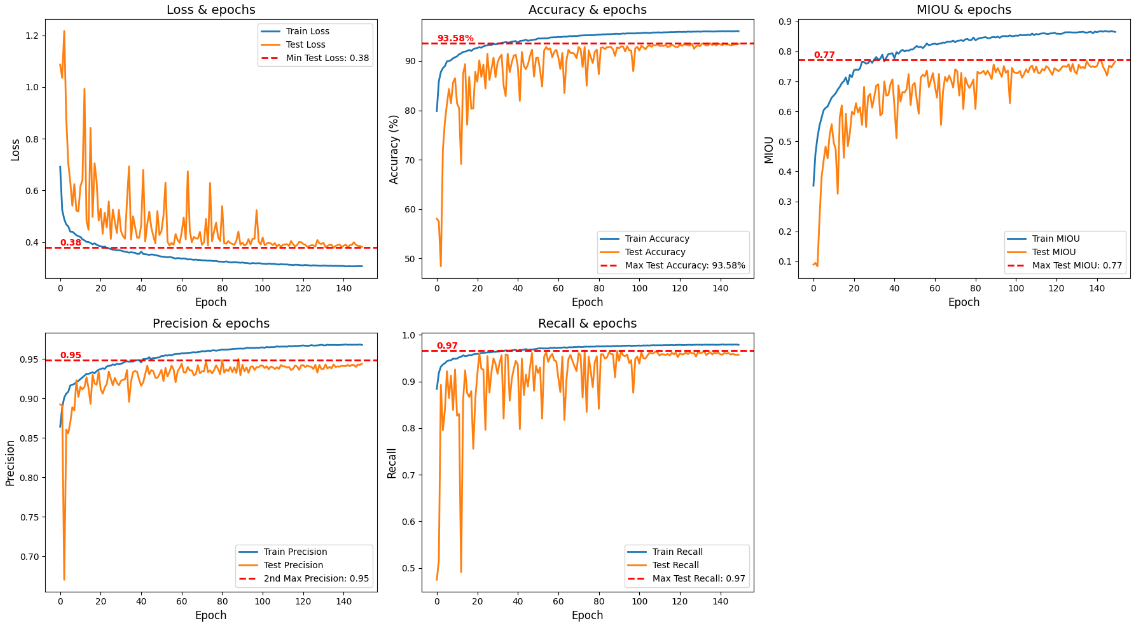 Loss & epochs
1.2
1.0
0.8
0.6
0.4
Loss
0.38
Train Loss
Test Loss
Min Test Loss: 0.38
0 20 40 60 80 100 120 140
Epoch
Accuracy & epochs
90
80
70
60
50
Accuracy (%)
93.58%
Train Accuracy
Test Accuracy
Max Test Accuracy: 93.58%
0 20 40 60 80 100 120 140
Epoch
MIOU & epochs
0.9
0.8
0.7
0.6
0.5
0.4
0.3
0.2
0.1
MIOU
0.77
Train MIOU
Test MIOU
Max Test MIOU: 0.77
0 20 40 60 80 100 120 140
Epoch
Precision & epochs
0.95
0.90
0.85
0.80
0.75
0.70
Precision
0.95
Train Precision
Test Precision
2nd Max Precision: 0.95
0 20 40 60 80 100 120 140
Epoch
Recall & epochs
1.0
0.9
0.8
0.7
0.6
0.5
Recall
0.97
Train Recall
Test Recall
Max Test Recall: 0.97
0 20 40 60 80 100 120 140
Epoch